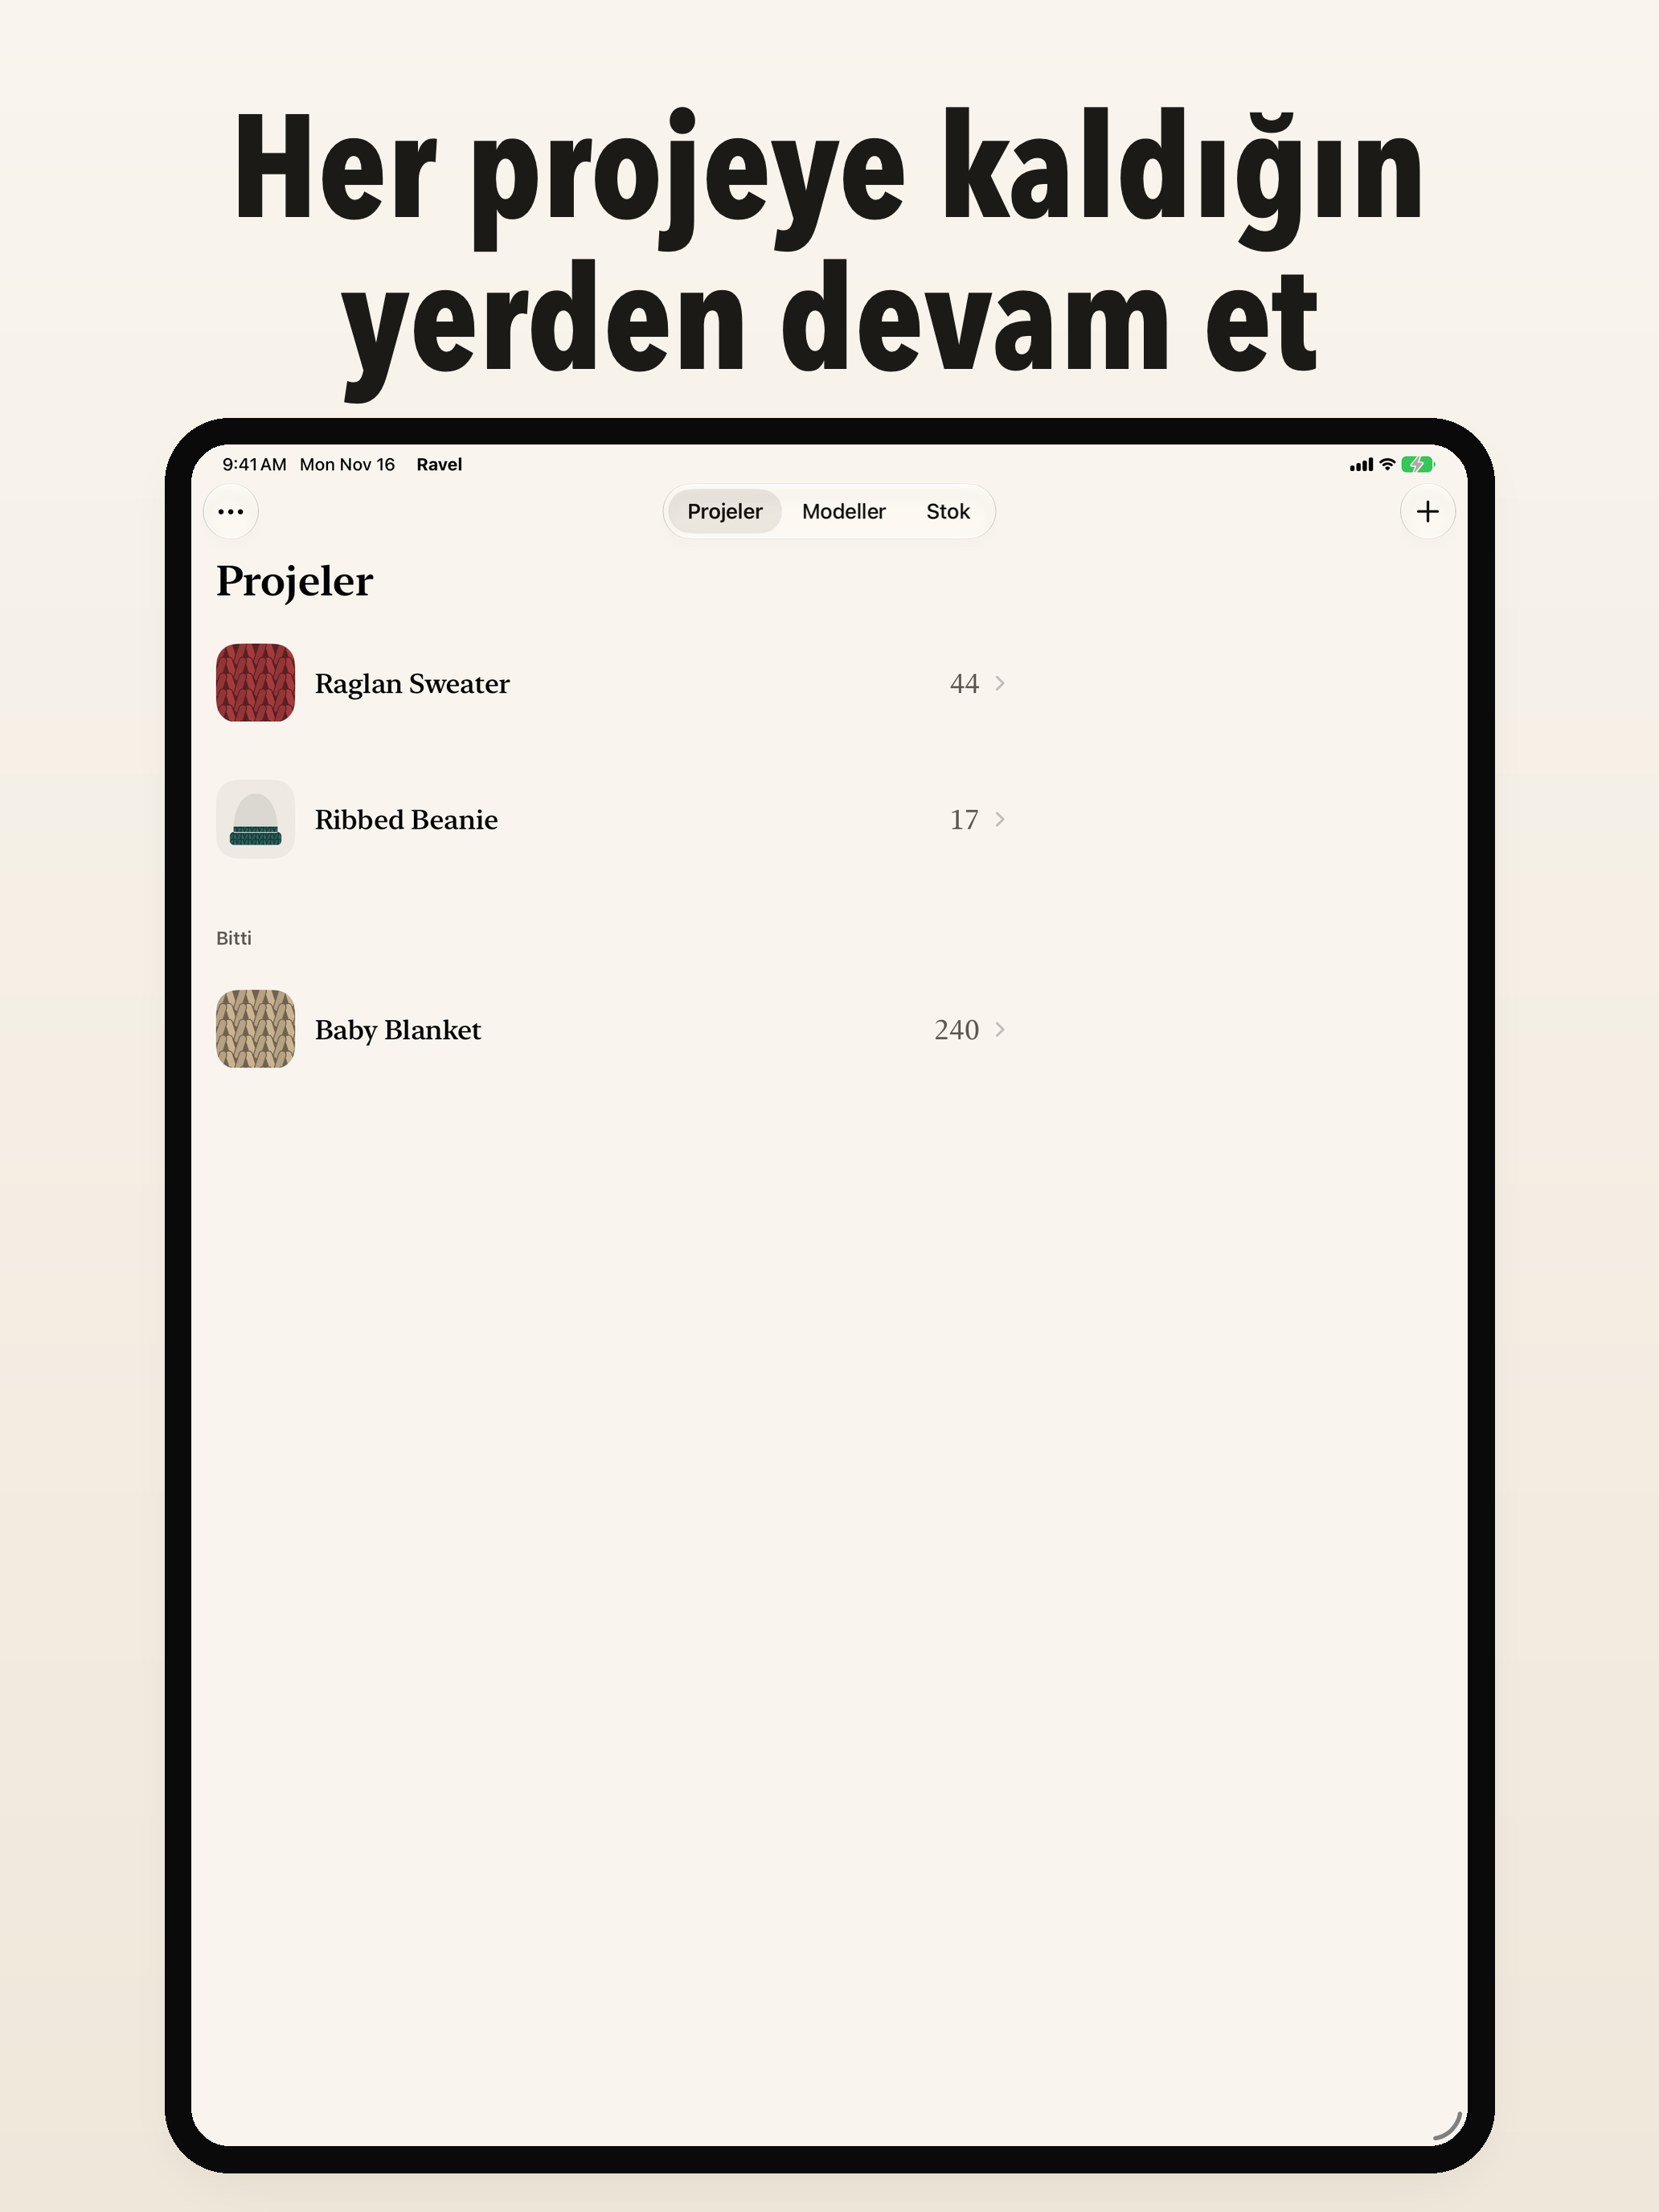 Her projeye kaldığın
yerden devam et
9:41 AM Mon Nov 16 Ravel
Projeler Modeller Stok
Projeler
Raglan Sweater 44
Ribbed Beanie 17
Bitti
Baby Blanket 240